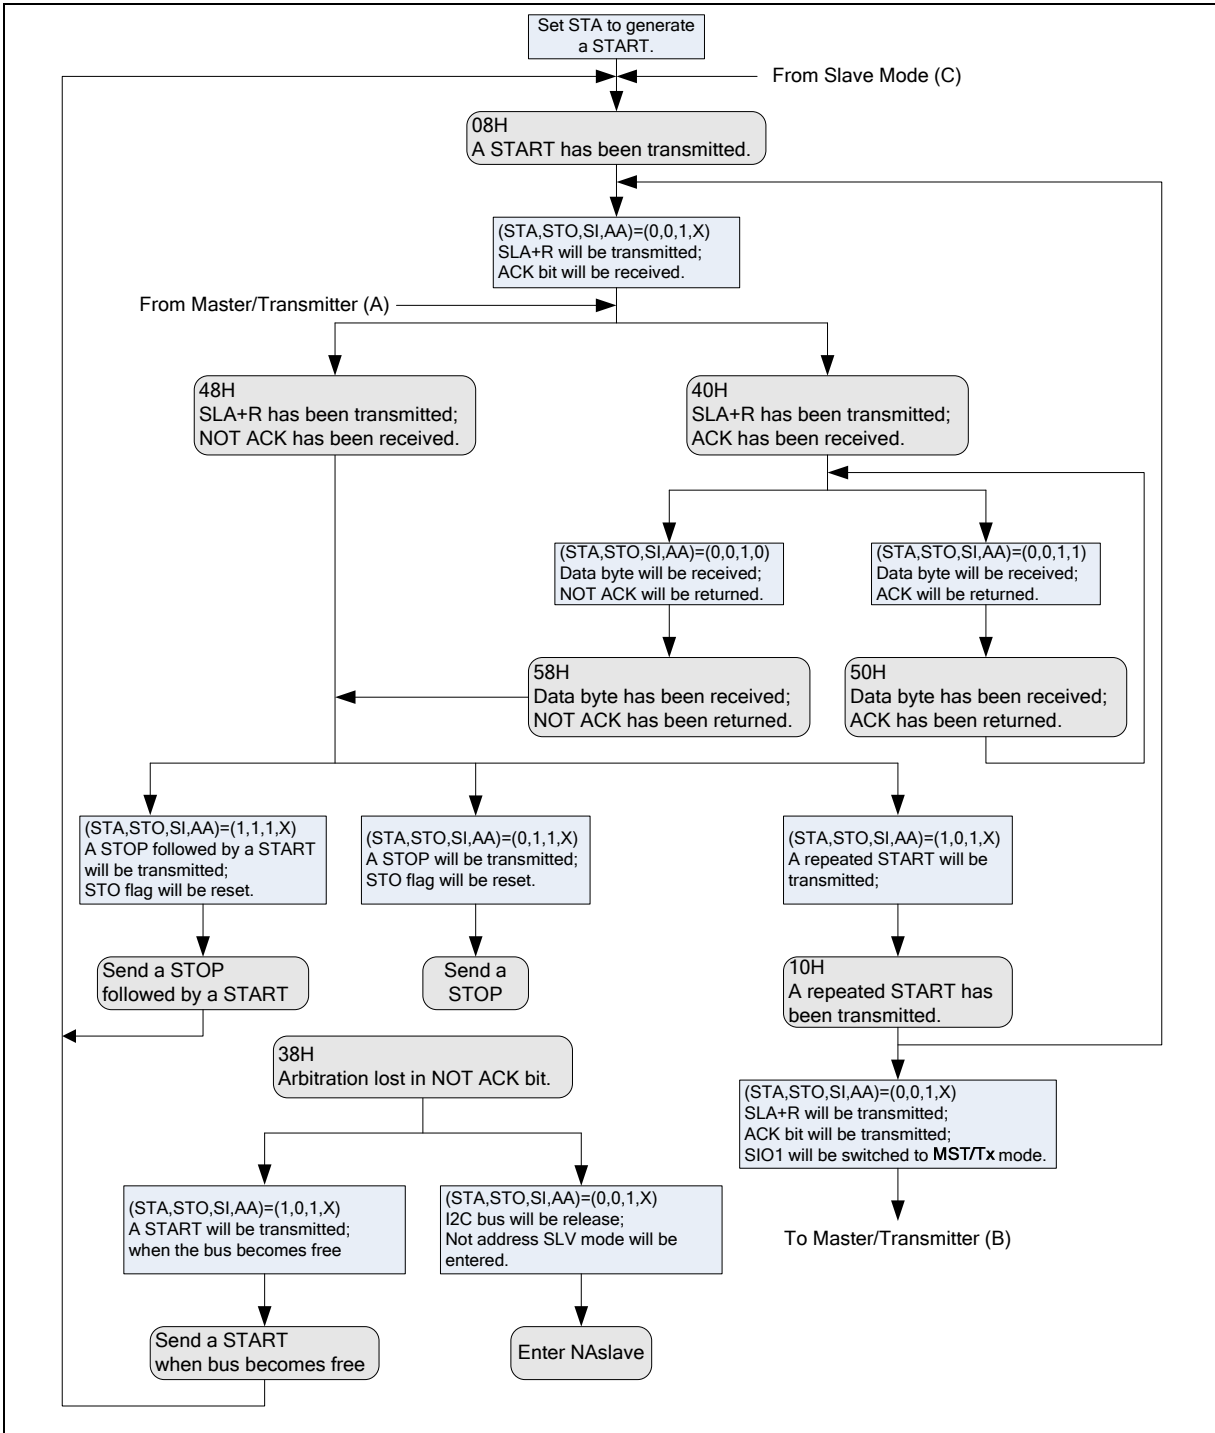 Set STA to generate
a START.
From Slave Mode (C)
08H
A START has been transmitted.
(STA,STO,SI,AA)=(0,0,1,X)
SLA+R will be transmitted;
ACK bit will be received.
From Master/Transmitter (A)
48H
SLA+R has been transmitted;
NOT ACK has been received.
40H
SLA+R has been transmitted;
ACK has been received.
(STA,STO,SI,AA)=(0,0,1,0)
Data byte will be received;
NOT ACK will be returned.
(STA,STO,SI,AA)=(0,0,1,1)
Data byte will be received;
ACK will be returned.
58H
Data byte has been received;
NOT ACK has been returned.
50H
Data byte has been received;
ACK has been returned.
(STA,STO,SI,AA)=(1,1,1,X)
A STOP followed by a START
will be transmitted;
STO flag will be reset.
(STA,STO,SI,AA)=(0,1,1,X)
A STOP will be transmitted;
STO flag will be reset.
(STA,STO,SI,AA)=(1,0,1,X)
A repeated START will be
transmitted;
Send a STOP
followed by a START
Send a
STOP
10H
A repeated START has
been transmitted.
38H
Arbitration lost in NOT ACK bit.
(STA,STO,SI,AA)=(0,0,1,X)
SLA+R will be transmitted;
ACK bit will be transmitted;
SIO1 will be switched to MST/Tx mode.
(STA,STO,SI,AA)=(1,0,1,X)
A START will be transmitted;
when the bus becomes free
(STA,STO,SI,AA)=(0,0,1,X)
I2C bus will be release;
Not address SLV mode will be
entered.
To Master/Transmitter (B)
Send a START
when bus becomes free
Enter NAslave